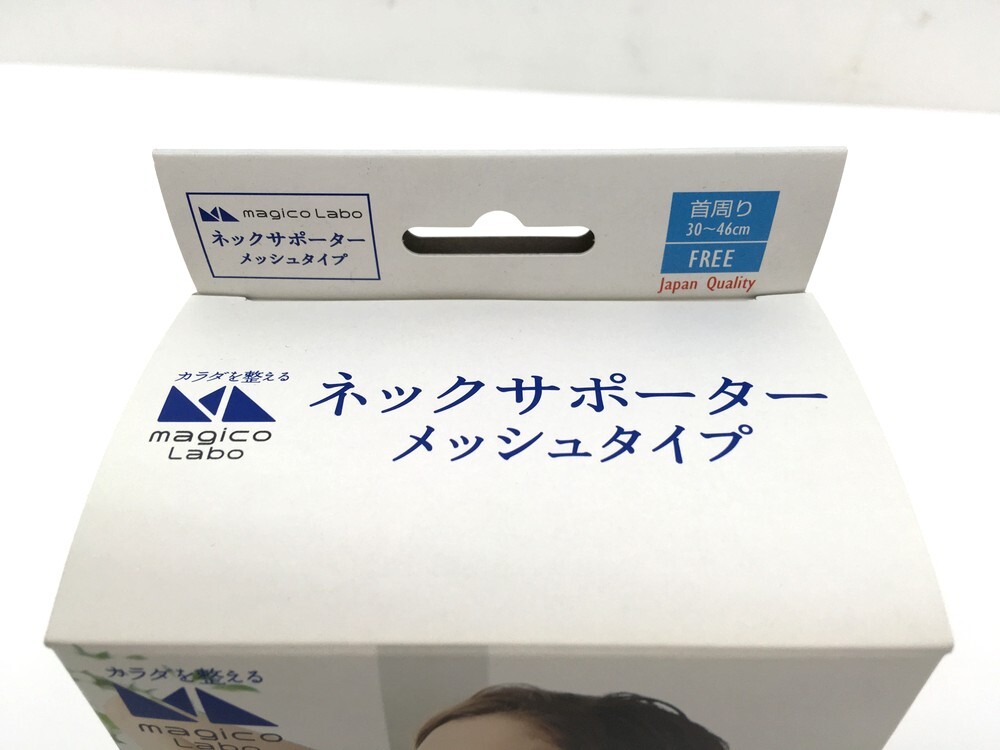 magico Labo
ネックサポーター
メッシュタイプ
首周り
30〜46cm
FREE
Japan Quality
カラダを整える
magico
Labo
ネックサポーター
メッシュタイプ
カラダを整える
magico
Labo